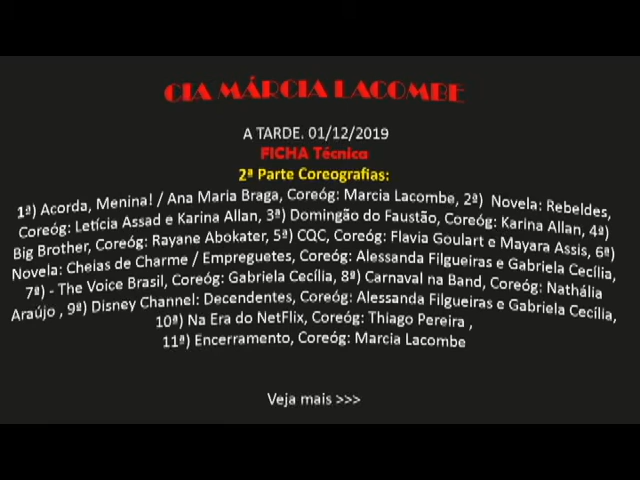 CIA MÁRCIA LACOMBE
A TARDE. 01/12/2019
FICHA Técnica
2ª Parte Coreografias:
1ª) Acorda, Menina! / Ana Maria Braga, Coreóg: Marcia Lacombe, 2ª) Novela: Rebeldes,
Coreóg: Letícia Assad e Karina Allan, 3ª) Domingão do Faustão, Coreóg: Karina Allan, 4ª)
Big Brother, Coreóg: Rayane Abokater, 5ª) CQC, Coreóg: Flavia Goulart e Mayara Assis, 6ª)
Novela: Cheias de Charme / Empreguetes, Coreóg: Alessanda Filgueiras e Gabriela Cecília,
7ª) - The Voice Brasil, Coreóg: Gabriela Cecília, 8ª) Carnaval na Band, Coreóg: Nathália
Araújo , 9ª) Disney Channel: Decendentes, Coreóg: Alessanda Filgueiras e Gabriela Cecília,
10ª) Na Era do NetFlix, Coreóg: Thiago Pereira ,
11ª) Encerramento, Coreóg: Marcia Lacombe
Veja mais >>>